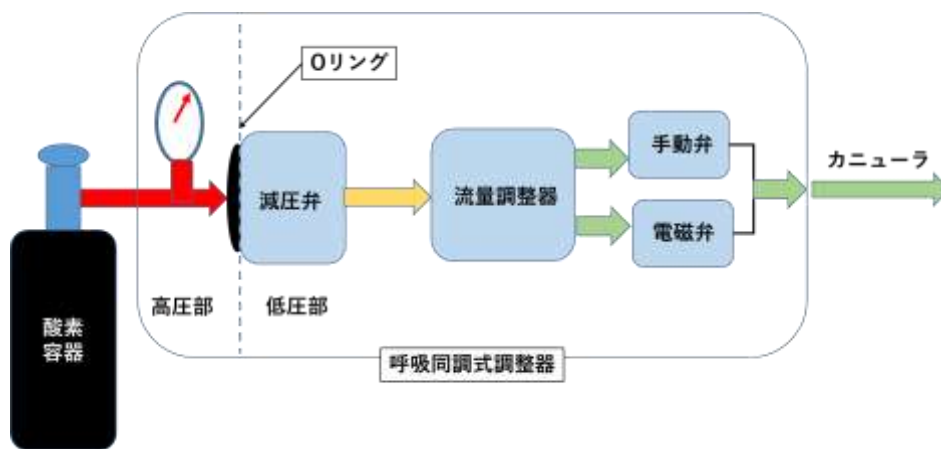 Oリング
手動弁
カニューラ
減圧弁
流量調整器
電磁弁
高圧部
低圧部
酸素
容器
呼吸同調式調整器